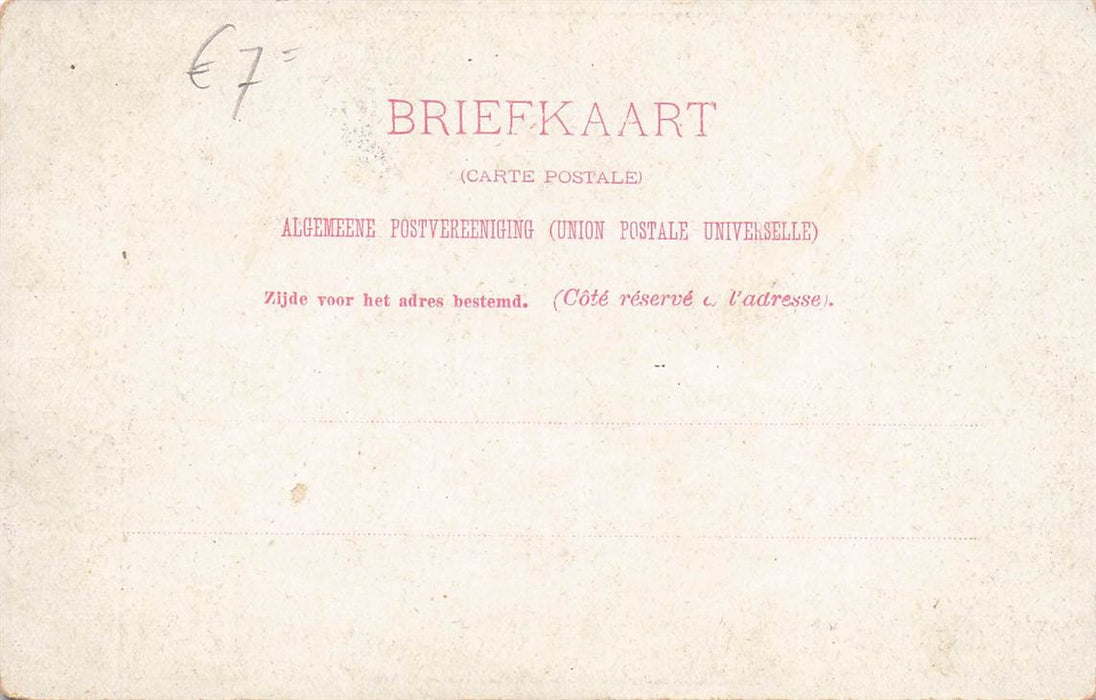 € 7=
BRIEFKAART
(CARTE POSTALE)
ALGEMEENE POSTVEREENIGING (UNION POSTALE UNIVERSELLE)
Zijde voor het adres bestemd. (Côté réservé à l'adresse).